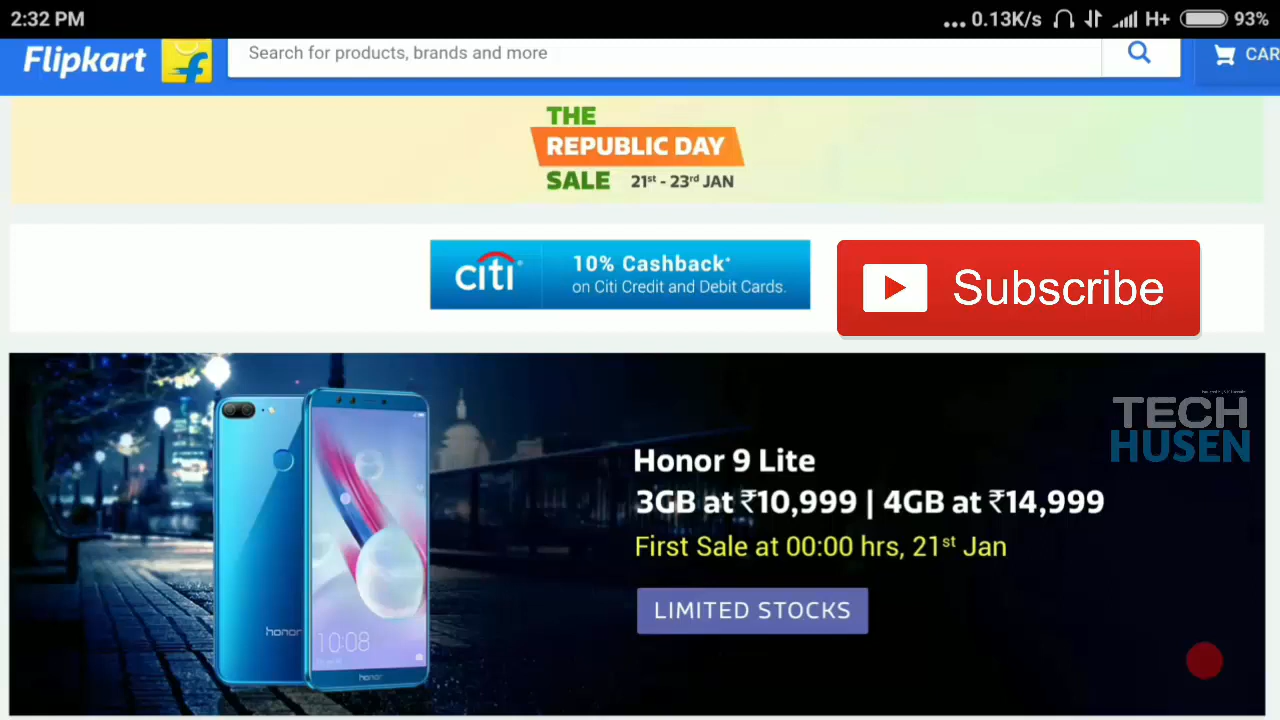 2:32 PM
... 0.13K/s H+ 93%
Flipkart
Search for products, brands and more
CAR
THE
REPUBLIC DAY
SALE 21st - 23rd JAN
citi
10% Cashback*
on Citi Credit and Debit Cards.
Subscribe
TECH
HUSEN
Honor 9 Lite
3GB at ₹10,999 | 4GB at ₹14,999
First Sale at 00:00 hrs, 21st Jan
LIMITED STOCKS
honor
10:08
honor